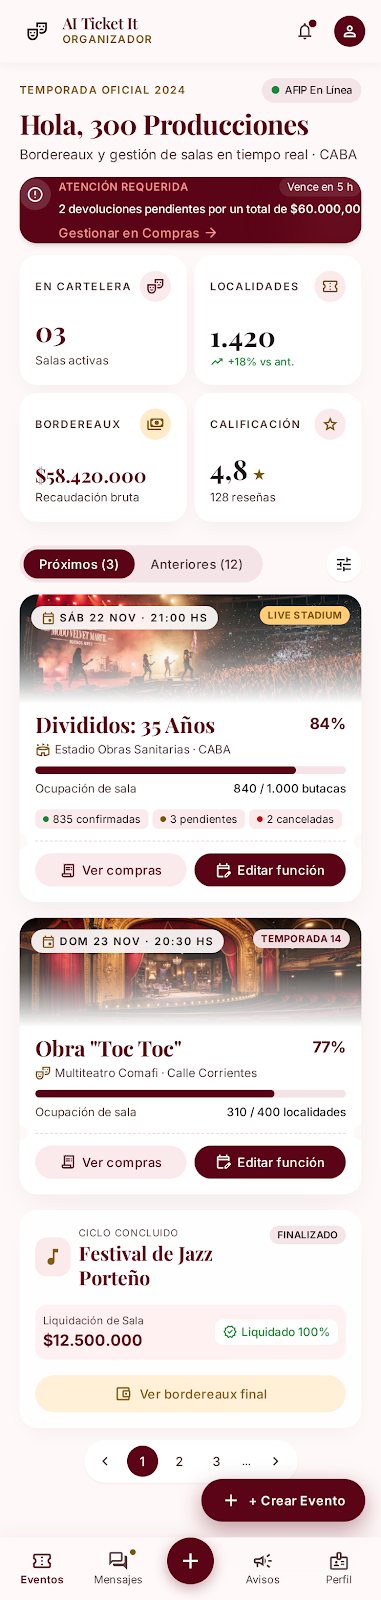 AI Ticket It
ORGANIZADOR
TEMPORADA OFICIAL 2024
AFIP En Línea
Hola, 300 Producciones
Bordereaux y gestión de salas en tiempo real · CABA
ATENCIÓN REQUERIDA
Vence en 5 h
2 devoluciones pendientes por un total de $60.000,00
Gestionar en Compras →
EN CARTELERA
03
Salas activas
LOCALIDADES
1.420
+18% vs ant.
BORDEREAUX
$58.420.000
Recaudación bruta
CALIFICACIÓN
4,8 ★
128 reseñas
Próximos (3)
Anteriores (12)
SÁB 22 NOV · 21:00 HS
LIVE STADIUM
Divididos: 35 Años
84%
Estadio Obras Sanitarias · CABA
Ocupación de sala
840 / 1.000 butacas
835 confirmadas
3 pendientes
2 canceladas
Ver compras
Editar función
DOM 23 NOV · 20:30 HS
TEMPORADA 14
Obra "Toc Toc"
77%
Multiteatro Comafi · Calle Corrientes
Ocupación de sala
310 / 400 localidades
Ver compras
Editar función
CICLO CONCLUIDO
FINALIZADO
Festival de Jazz
Porteño
Liquidación de Sala
$12.500.000
Liquidado 100%
Ver bordereaux final
1
2
3
...
+ Crear Evento
Eventos
Mensajes
Avisos
Perfil